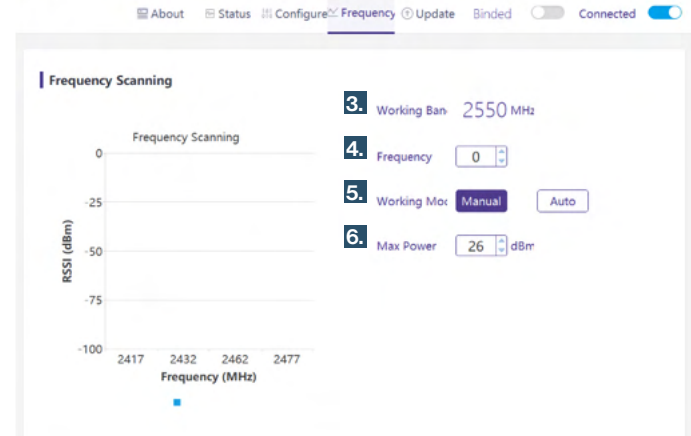 About Status Configure Frequency Update Binded Connected
Frequency Scanning
3. Working Ban 2550 MHz
Frequency Scanning
4. Frequency 0
5. Working Moc Manual Auto
6. Max Power 26 dBm
0
-25
-50
-75
-100
RSSI (dBm)
2417 2432 2462 2477
Frequency (MHz)